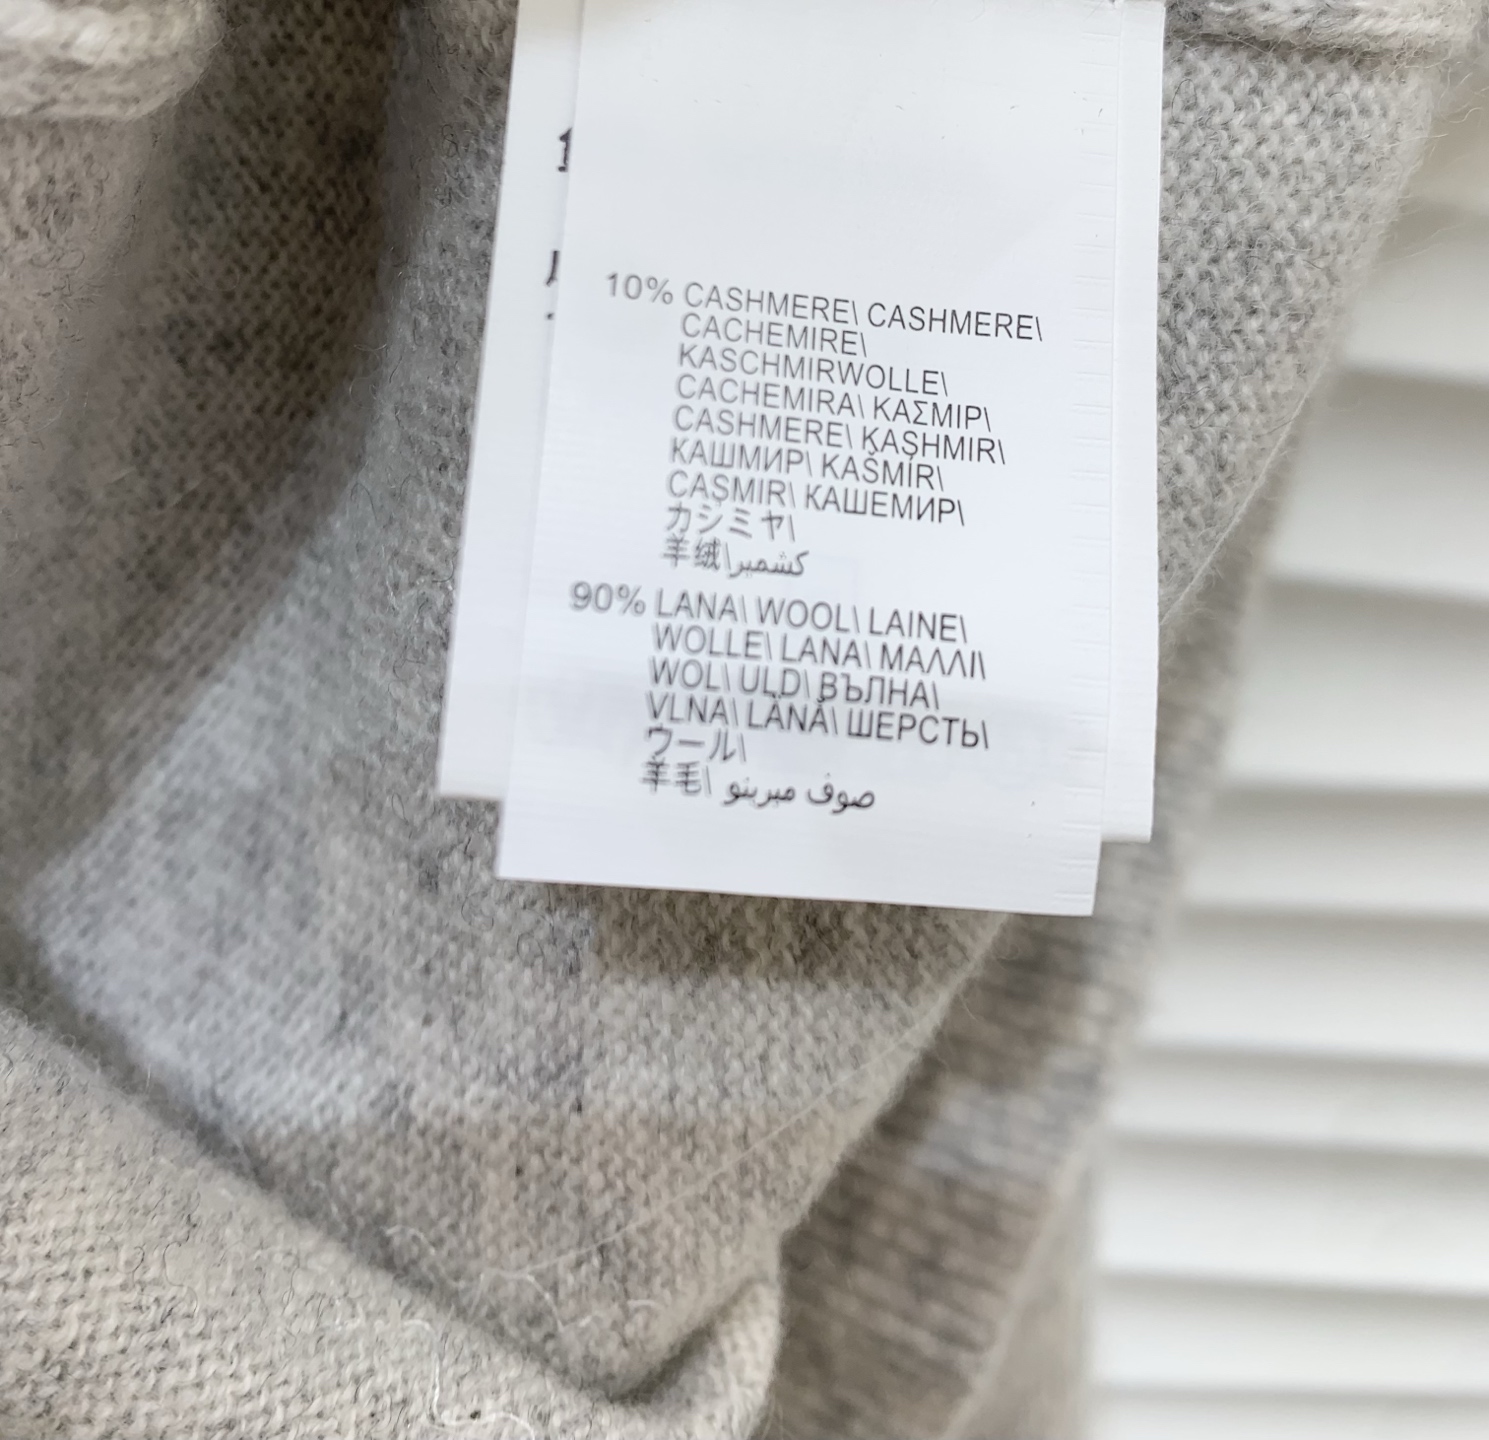 10% CASHMERE\ CASHMERE\
CACHEMIRE\
KASCHMIRWOLLE\
CACHEMIRA\ ΚΑΣΜΙΡ\
CASHMERE\ KAŞHMIR\
КАШМИР\ KAŠMÍR\
CAŞMIR\ КАШЕМИР\
カシミヤ\
羊绒\كشمير
90% LANA\ WOOL\ LAINE\
WOLLE\ LANA\ ΜΑΛΛΙ\
WOL\ ULD\ ВЪЛНА\
VLNA\ LÂNĂ\ ШЕРСТЬ\
ウール\
羊毛\ صوف ميرينو